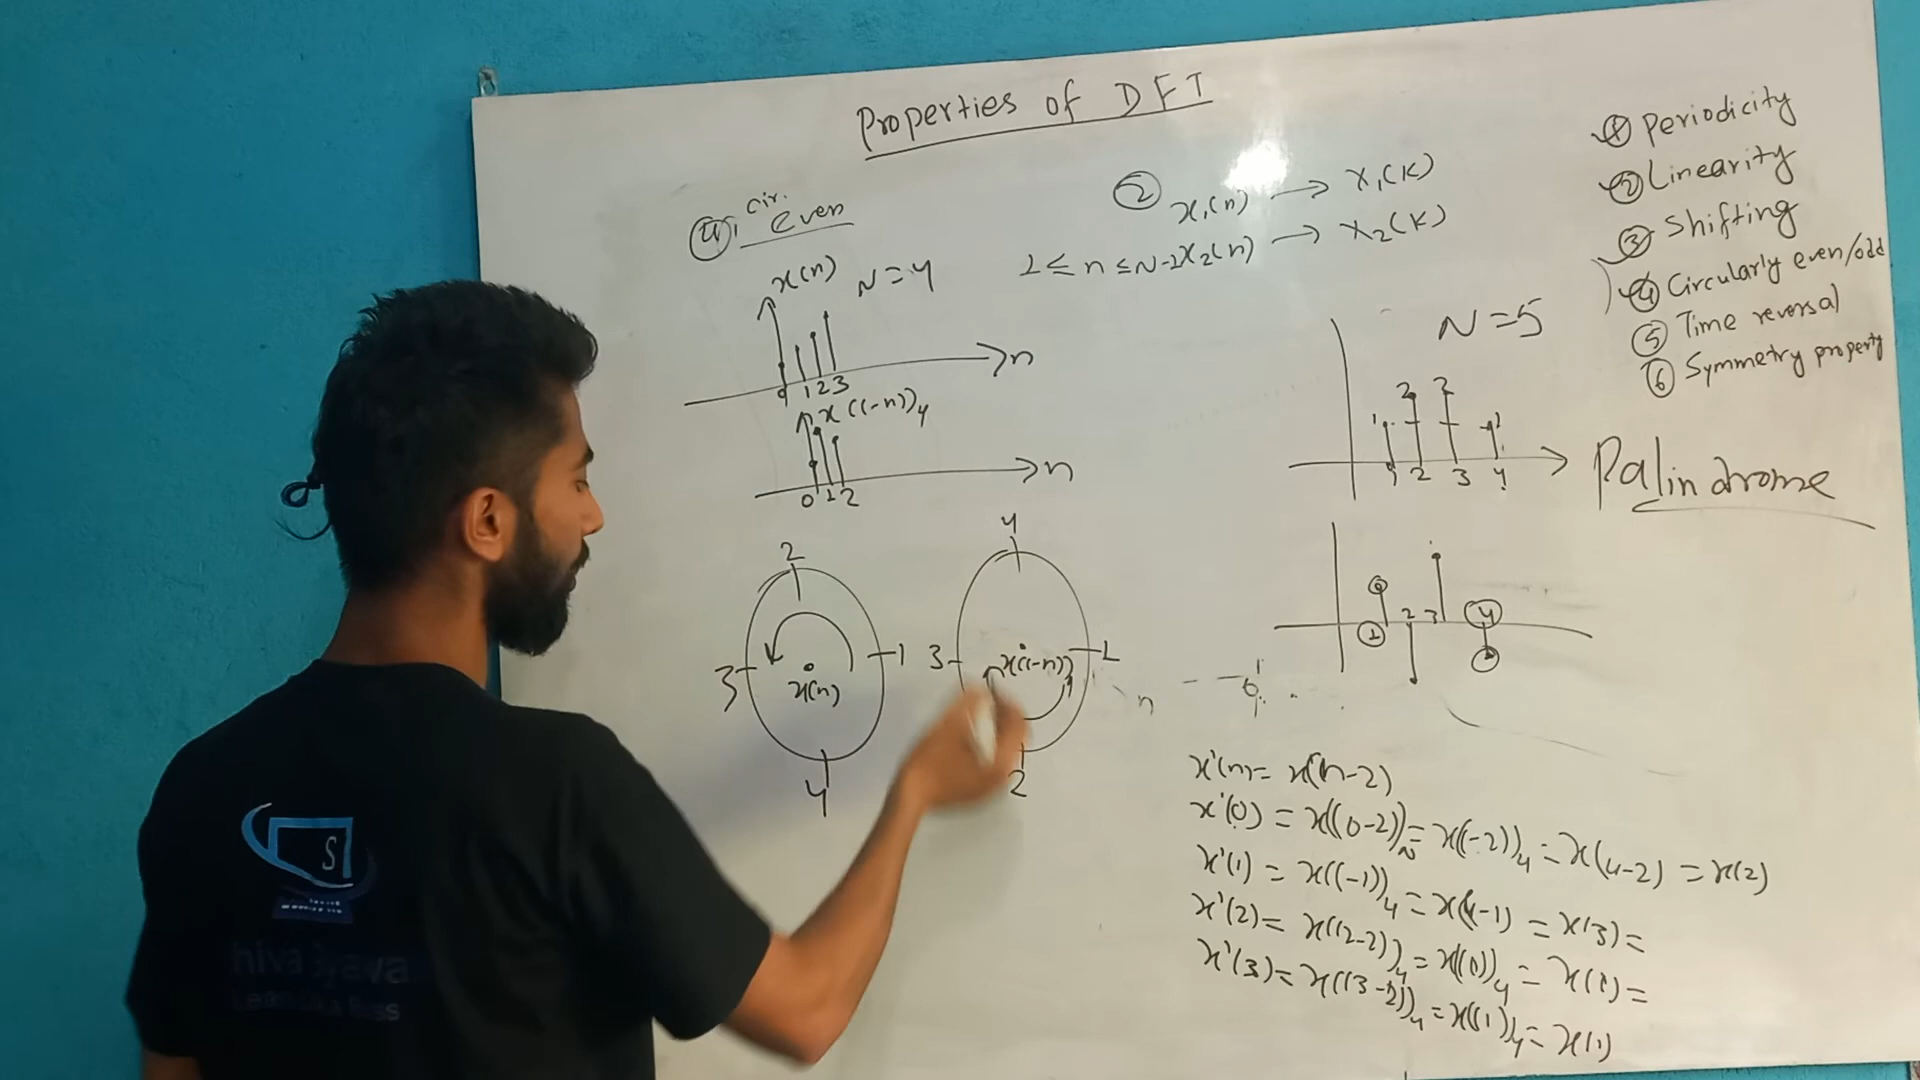 Properties of DFT
① Periodicity
② Linearity
③ Shifting
④ Circularly even/odd
⑤ Time reversal
⑥ Symmetry property
④ cir. even
x(n) N=4
0 1 2 3
n
x((-n))₄
0 1 2
n
② x₁(n) → X₁(K)
1 ≤ n ≤ N-1 x₂(n) → X₂(K)
N=5
1 2 2 1
1 2 3 4
Palindrome
1 2 3 4
2
3 1
x(n)
4
4
3 1
x((-n))
2
n
x'(n) = x(n-2)
x'(0) = x((0-2))N = x((-2))₄ = x(4-2) = x(2)
x'(1) = x((-1))₄ = x(4-1) = x(3) =
x'(2) = x((2-2))₄ = x((0))₄ = x(0) =
x'(3) = x((3-2))₄ = x((1))₄ = x(1)
S